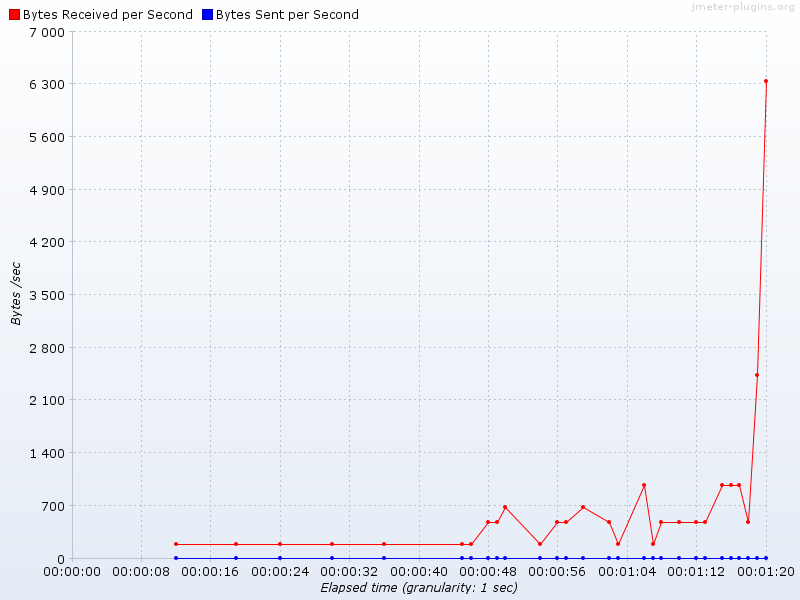 jmeter-plugins.org
Bytes Received per Second Bytes Sent per Second
7 000
6 300
5 600
4 900
4 200
3 500
2 800
2 100
1 400
700
0
Bytes /sec
00:00:00 00:00:08 00:00:16 00:00:24 00:00:32 00:00:40 00:00:48 00:00:56 00:01:04 00:01:12 00:01:20
Elapsed time (granularity: 1 sec)